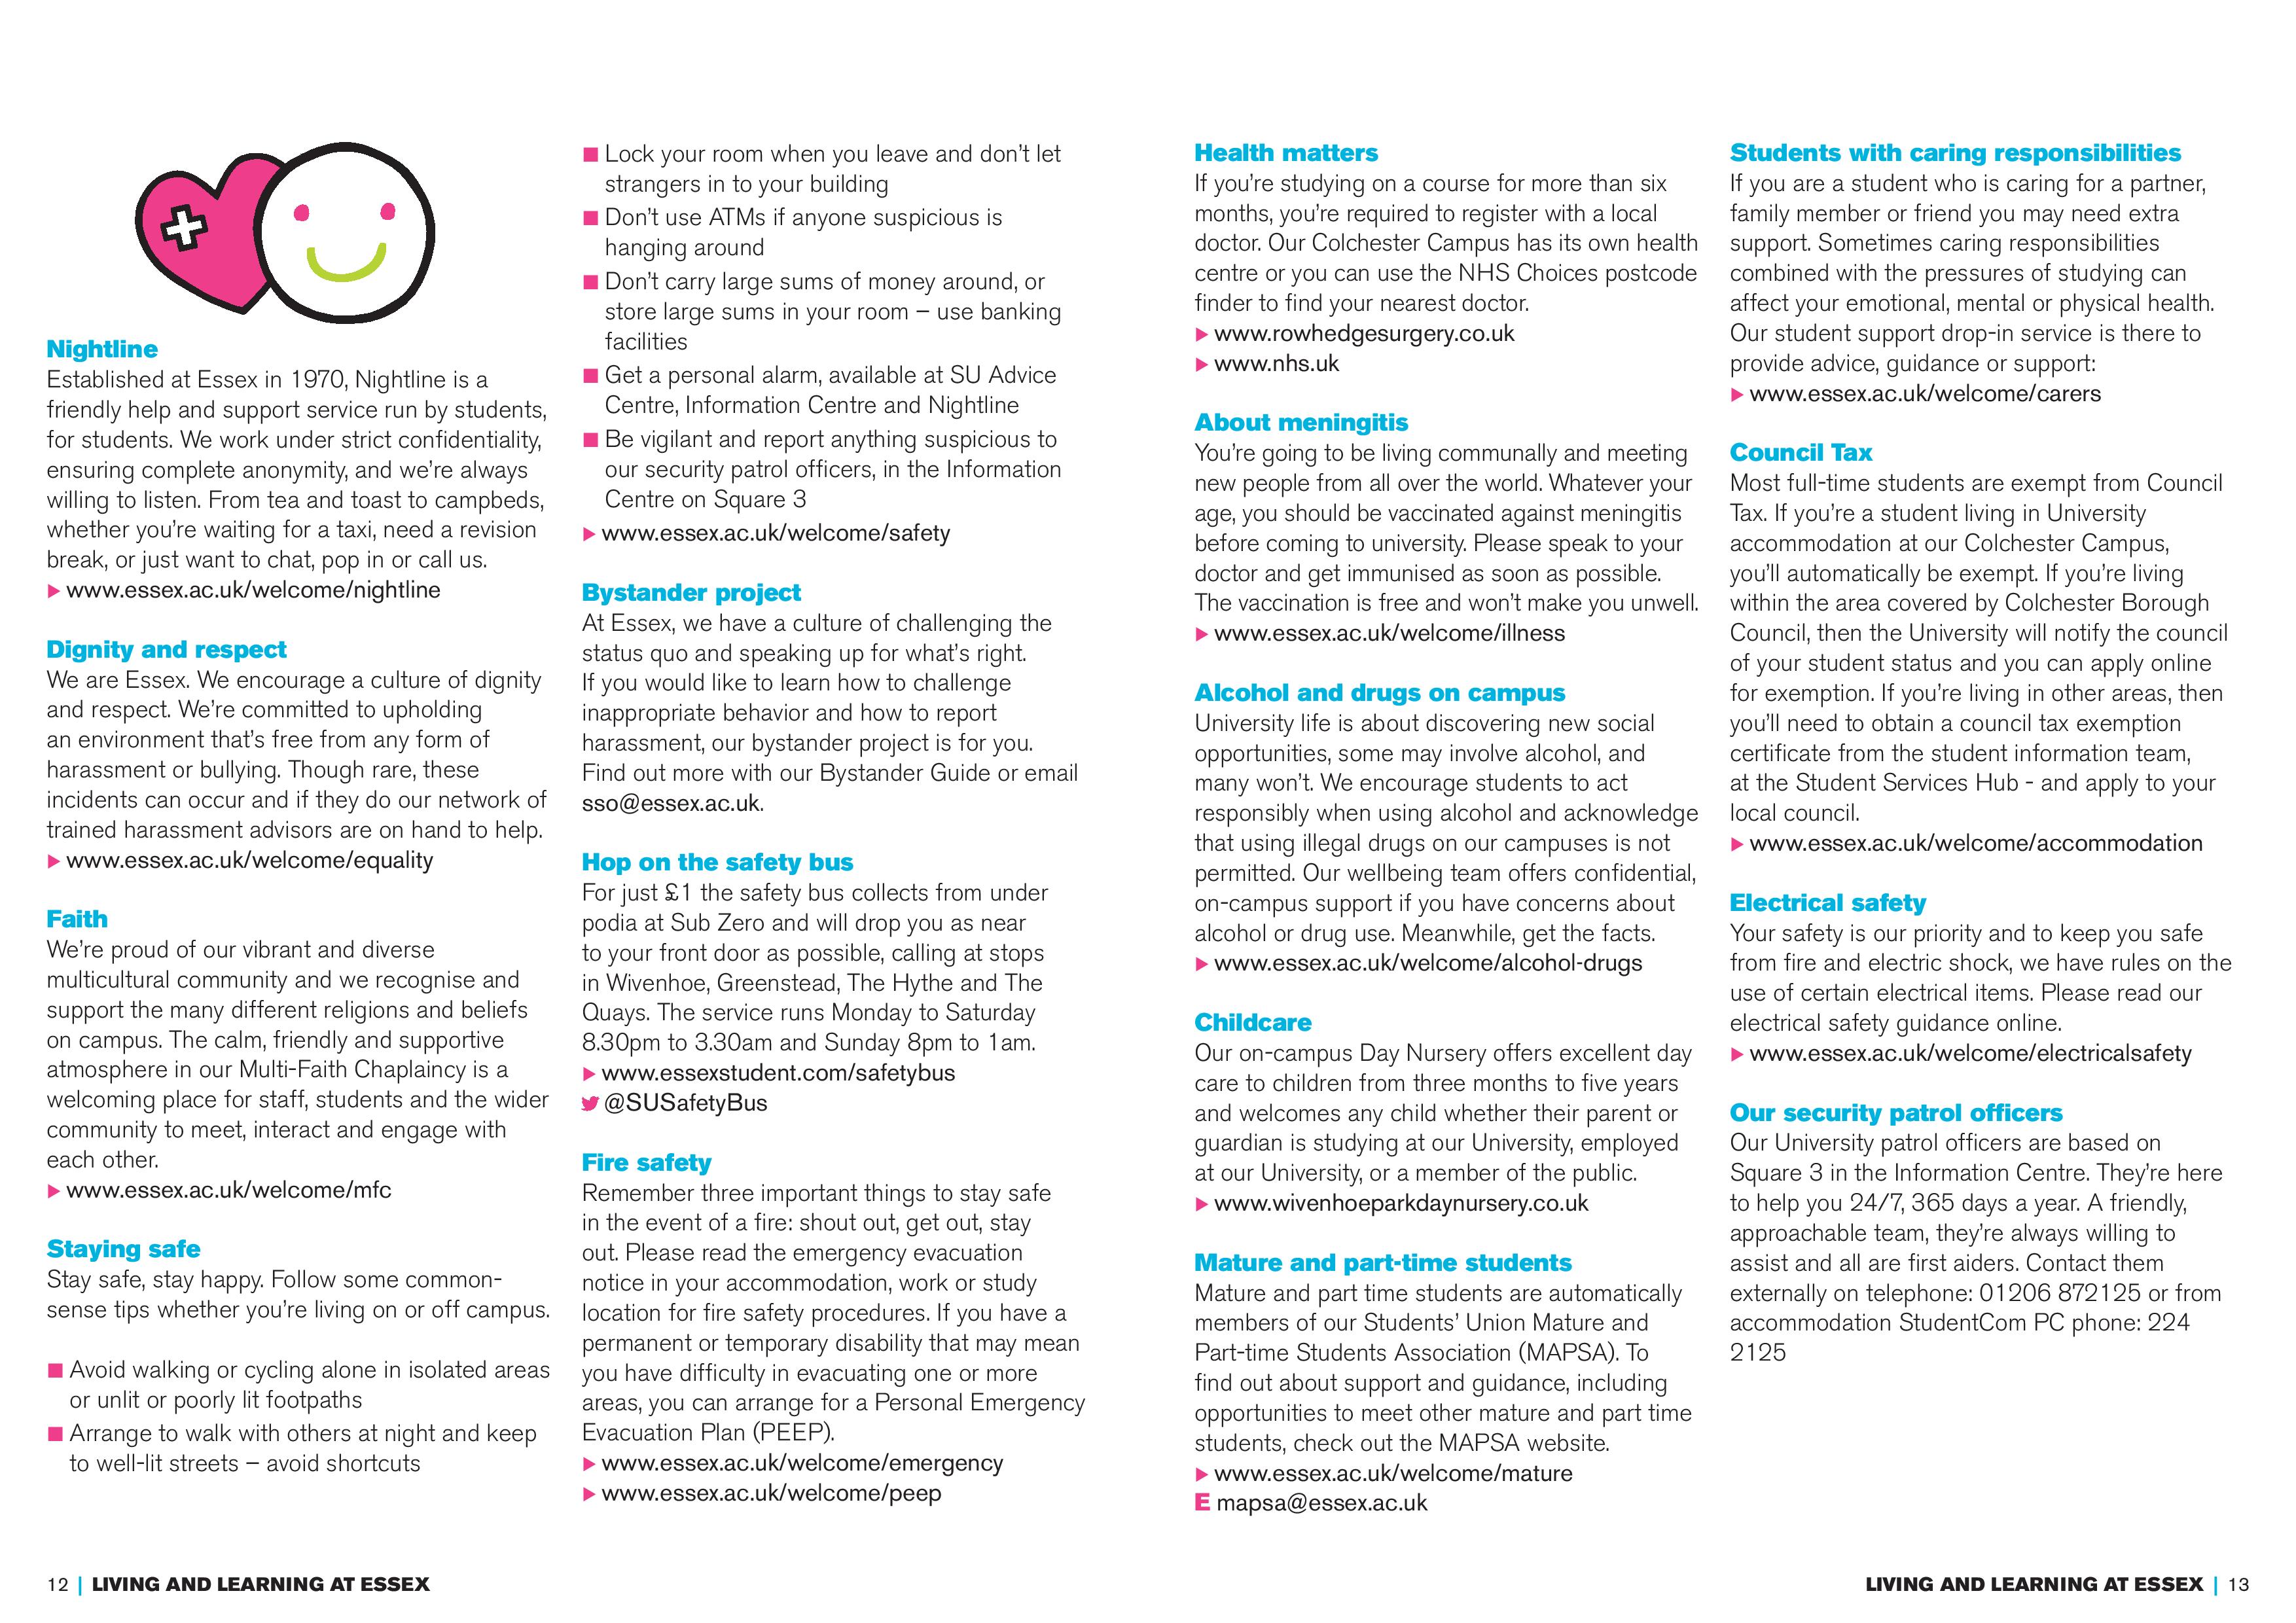 Nightline
Established at Essex in 1970, Nightline is a
friendly help and support service run by students,
for students. We work under strict confidentiality,
ensuring complete anonymity, and we're always
willing to listen. From tea and toast to campbeds,
whether you're waiting for a taxi, need a revision
break, or just want to chat, pop in or call us.
www.essex.ac.uk/welcome/nightline
Dignity and respect
We are Essex. We encourage a culture of dignity
and respect. We're committed to upholding
an environment that's free from any form of
harassment or bullying. Though rare, these
incidents can occur and if they do our network of
trained harassment advisors are on hand to help.
www.essex.ac.uk/welcome/equality
Faith
We're proud of our vibrant and diverse
multicultural community and we recognise and
support the many different religions and beliefs
on campus. The calm, friendly and supportive
atmosphere in our Multi-Faith Chaplaincy is a
welcoming place for staff, students and the wider
community to meet, interact and engage with
each other.
www.essex.ac.uk/welcome/mfc
Staying safe
Stay safe, stay happy. Follow some common-
sense tips whether you're living on or off campus.
Avoid walking or cycling alone in isolated areas
or unlit or poorly lit footpaths
Arrange to walk with others at night and keep
to well-lit streets – avoid shortcuts
Lock your room when you leave and don't let
strangers in to your building
Don't use ATMs if anyone suspicious is
hanging around
Don't carry large sums of money around, or
store large sums in your room – use banking
facilities
Get a personal alarm, available at SU Advice
Centre, Information Centre and Nightline
Be vigilant and report anything suspicious to
our security patrol officers, in the Information
Centre on Square 3
www.essex.ac.uk/welcome/safety
Bystander project
At Essex, we have a culture of challenging the
status quo and speaking up for what's right.
If you would like to learn how to challenge
inappropriate behavior and how to report
harassment, our bystander project is for you.
Find out more with our Bystander Guide or email
sso@essex.ac.uk.
Hop on the safety bus
For just £1 the safety bus collects from under
podia at Sub Zero and will drop you as near
to your front door as possible, calling at stops
in Wivenhoe, Greenstead, The Hythe and The
Quays. The service runs Monday to Saturday
8.30pm to 3.30am and Sunday 8pm to 1am.
www.essexstudent.com/safetybus
@SUSafetyBus
Fire safety
Remember three important things to stay safe
in the event of a fire: shout out, get out, stay
out. Please read the emergency evacuation
notice in your accommodation, work or study
location for fire safety procedures. If you have a
permanent or temporary disability that may mean
you have difficulty in evacuating one or more
areas, you can arrange for a Personal Emergency
Evacuation Plan (PEEP).
www.essex.ac.uk/welcome/emergency
www.essex.ac.uk/welcome/peep
Health matters
If you're studying on a course for more than six
months, you're required to register with a local
doctor. Our Colchester Campus has its own health
centre or you can use the NHS Choices postcode
finder to find your nearest doctor.
www.rowhedgesurgery.co.uk
www.nhs.uk
About meningitis
You're going to be living communally and meeting
new people from all over the world. Whatever your
age, you should be vaccinated against meningitis
before coming to university. Please speak to your
doctor and get immunised as soon as possible.
The vaccination is free and won't make you unwell.
www.essex.ac.uk/welcome/illness
Alcohol and drugs on campus
University life is about discovering new social
opportunities, some may involve alcohol, and
many won't. We encourage students to act
responsibly when using alcohol and acknowledge
that using illegal drugs on our campuses is not
permitted. Our wellbeing team offers confidential,
on-campus support if you have concerns about
alcohol or drug use. Meanwhile, get the facts.
www.essex.ac.uk/welcome/alcohol-drugs
Childcare
Our on-campus Day Nursery offers excellent day
care to children from three months to five years
and welcomes any child whether their parent or
guardian is studying at our University, employed
at our University, or a member of the public.
www.wivenhoeparkdaynursery.co.uk
Mature and part-time students
Mature and part time students are automatically
members of our Students' Union Mature and
Part-time Students Association (MAPSA). To
find out about support and guidance, including
opportunities to meet other mature and part time
students, check out the MAPSA website.
www.essex.ac.uk/welcome/mature
E mapsa@essex.ac.uk
Students with caring responsibilities
If you are a student who is caring for a partner,
family member or friend you may need extra
support. Sometimes caring responsibilities
combined with the pressures of studying can
affect your emotional, mental or physical health.
Our student support drop-in service is there to
provide advice, guidance or support:
www.essex.ac.uk/welcome/carers
Council Tax
Most full-time students are exempt from Council
Tax. If you're a student living in University
accommodation at our Colchester Campus,
you'll automatically be exempt. If you're living
within the area covered by Colchester Borough
Council, then the University will notify the council
of your student status and you can apply online
for exemption. If you're living in other areas, then
you'll need to obtain a council tax exemption
certificate from the student information team,
at the Student Services Hub - and apply to your
local council.
www.essex.ac.uk/welcome/accommodation
Electrical safety
Your safety is our priority and to keep you safe
from fire and electric shock, we have rules on the
use of certain electrical items. Please read our
electrical safety guidance online.
www.essex.ac.uk/welcome/electricalsafety
Our security patrol officers
Our University patrol officers are based on
Square 3 in the Information Centre. They're here
to help you 24/7, 365 days a year. A friendly,
approachable team, they're always willing to
assist and all are first aiders. Contact them
externally on telephone: 01206 872125 or from
accommodation StudentCom PC phone: 224
2125
12 | LIVING AND LEARNING AT ESSEX
LIVING AND LEARNING AT ESSEX | 13